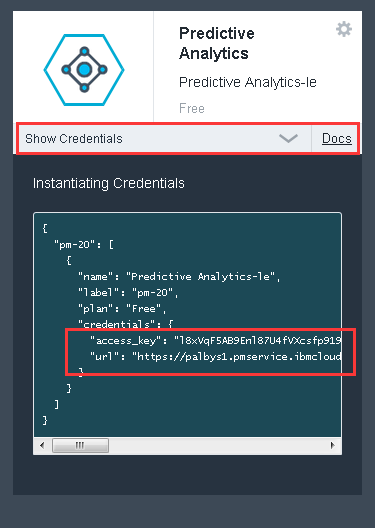 Predictive
Analytics
Predictive Analytics-le
Free
Show Credentials
Docs
Instantiating Credentials
{
"pm-20": [
{
"name": "Predictive Analytics-le",
"label": "pm-20",
"plan": "Free",
"credentials": {
"access_key": "l8xVqF5AB9Enl87U4fVXcsfp919
"url": "https://palbys1.pmservice.ibmcloud
}
}
]
}